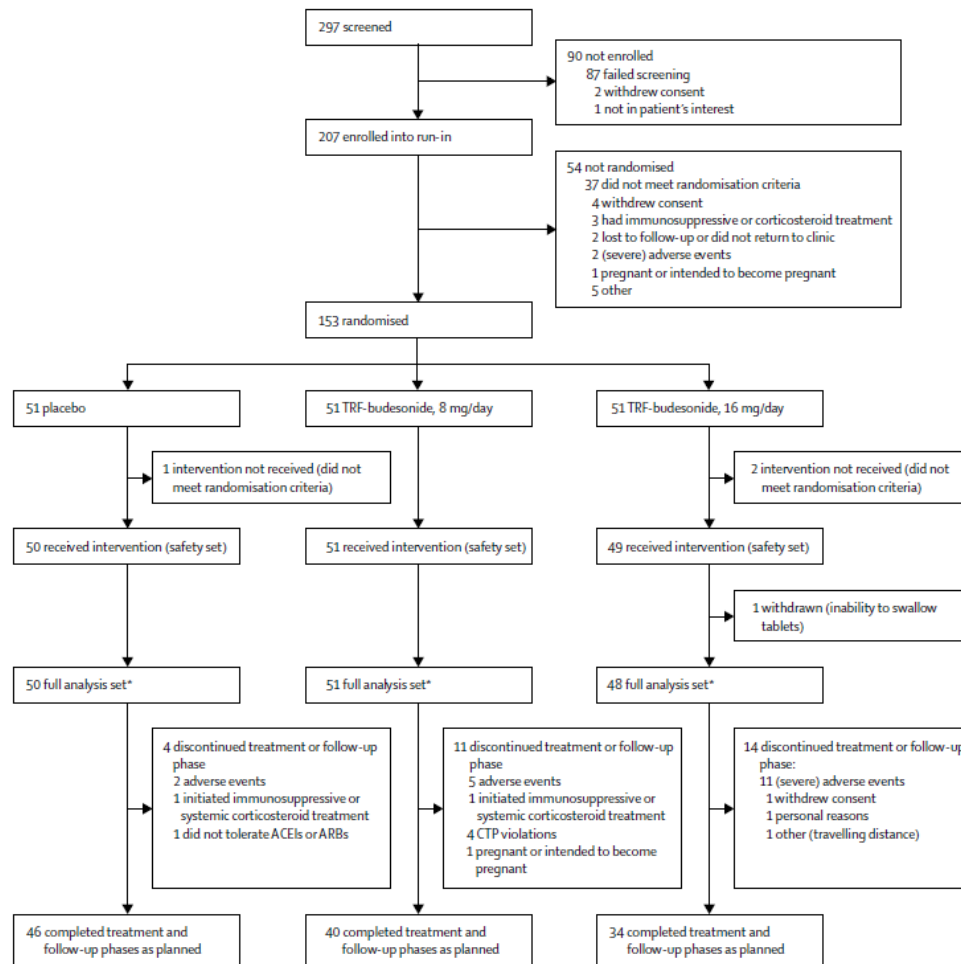 297 screened
90 not enrolled
87 failed screening
2 withdrew consent
1 not in patient's interest
207 enrolled into run-in
54 not randomised
37 did not meet randomisation criteria
4 withdrew consent
3 had immunosuppressive or corticosteroid treatment
2 lost to follow-up or did not return to clinic
2 (severe) adverse events
1 pregnant or intended to become pregnant
5 other
153 randomised
51 placebo
51 TRF-budesonide, 8 mg/day
51 TRF-budesonide, 16 mg/day
1 intervention not received (did not
meet randomisation criteria)
2 intervention not received (did not
meet randomisation criteria)
50 received intervention (safety set)
51 received intervention (safety set)
49 received intervention (safety set)
1 withdrawn (inability to swallow
tablets)
50 full analysis set*
51 full analysis set*
48 full analysis set*
4 discontinued treatment or follow-up
phase
2 adverse events
1 initiated immunosuppressive or
systemic corticosteroid treatment
1 did not tolerate ACEIs or ARBs
11 discontinued treatment or follow-up
phase
5 adverse events
1 initiated immunosuppressive or
systemic corticosteroid treatment
4 CTP violations
1 pregnant or intended to become
pregnant
14 discontinued treatment or follow-up
phase:
11 (severe) adverse events
1 withdrew consent
1 personal reasons
1 other (travelling distance)
46 completed treatment and
follow-up phases as planned
40 completed treatment and
follow-up phases as planned
34 completed treatment and
follow-up phases as planned